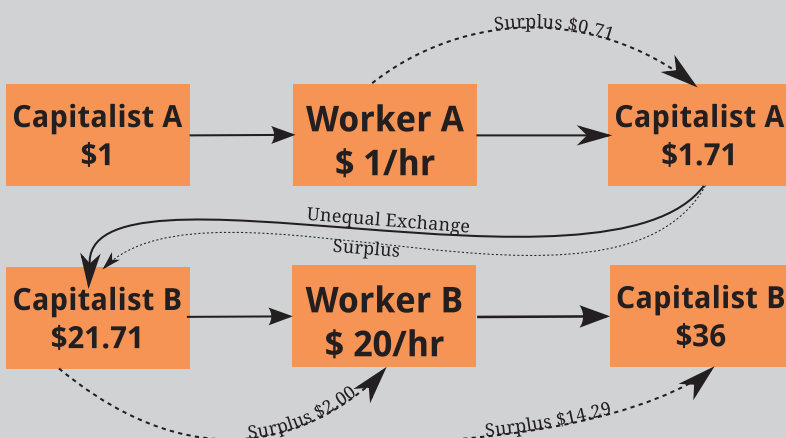 Surplus $0.71
Capitalist A
$1
Worker A
$ 1/hr
Capitalist A
$1.71
Unequal Exchange
Surplus
Capitalist B
$21.71
Worker B
$ 20/hr
Capitalist B
$36
Surplus $2.00
Surplus $14.29